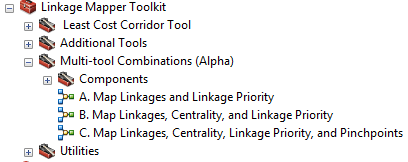 Linkage Mapper Toolkit
Least Cost Corridor Tool
Additional Tools
Multi-tool Combinations (Alpha)
Components
A. Map Linkages and Linkage Priority
B. Map Linkages, Centrality, and Linkage Priority
C. Map Linkages, Centrality, Linkage Priority, and Pinchpoints
Utilities